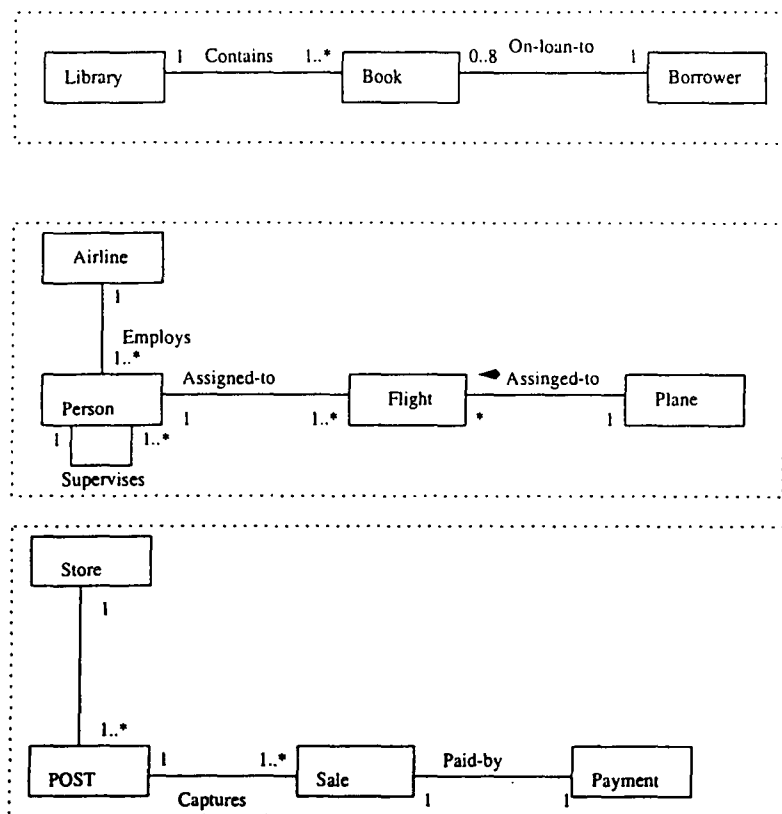 1 Contains 1..* 0..8 On-loan-to 1
Library Book Borrower
Airline
1
Employs
1..*
Assigned-to Assinged-to
Person Flight Plane
1 1..* * 1
1 1..*
Supervises
Store
1
1..*
1 1..* Paid-by
POST Sale Payment
Captures 1 1